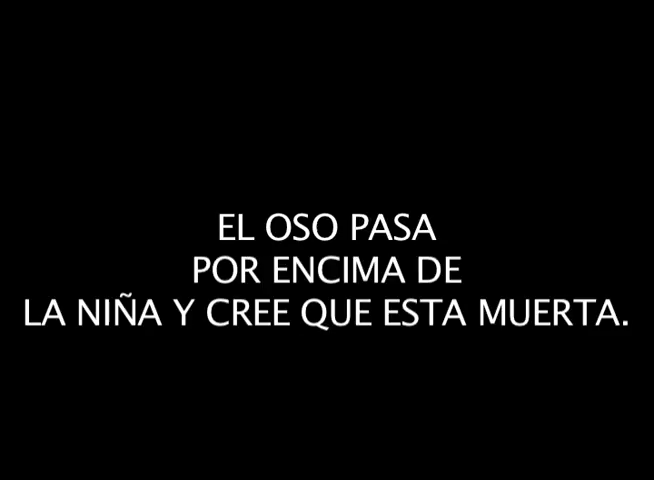 EL OSO PASA
POR ENCIMA DE
LA NIÑA Y CREE QUE ESTA MUERTA.